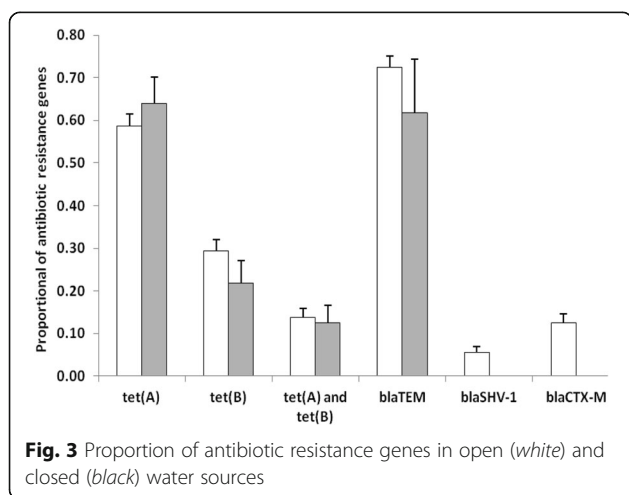 0.80
0.70
0.60
0.50
0.40
0.30
0.20
0.10
0.00
Proportional of antibiotic resistance genes
tet(A)
tet(B)
tet(A) and
tet(B)
blaTEM
blaSHV-1
blaCTX-M
Fig. 3 Proportion of antibiotic resistance genes in open (white) and
closed (black) water sources